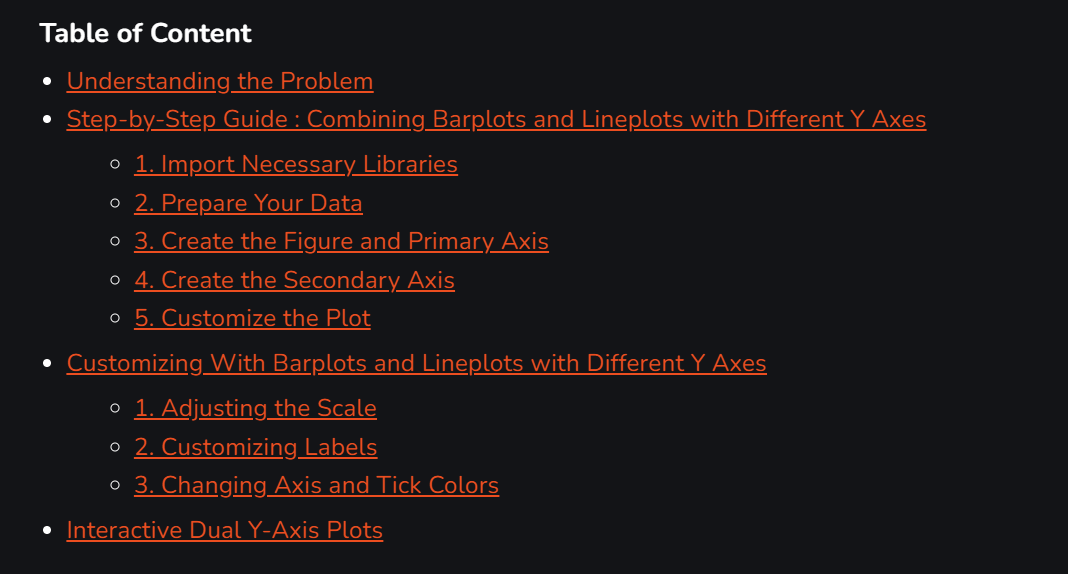 Table of Content
Understanding the Problem
Step-by-Step Guide : Combining Barplots and Lineplots with Different Y Axes
1. Import Necessary Libraries
2. Prepare Your Data
3. Create the Figure and Primary Axis
4. Create the Secondary Axis
5. Customize the Plot
Customizing With Barplots and Lineplots with Different Y Axes
1. Adjusting the Scale
2. Customizing Labels
3. Changing Axis and Tick Colors
Interactive Dual Y-Axis Plots